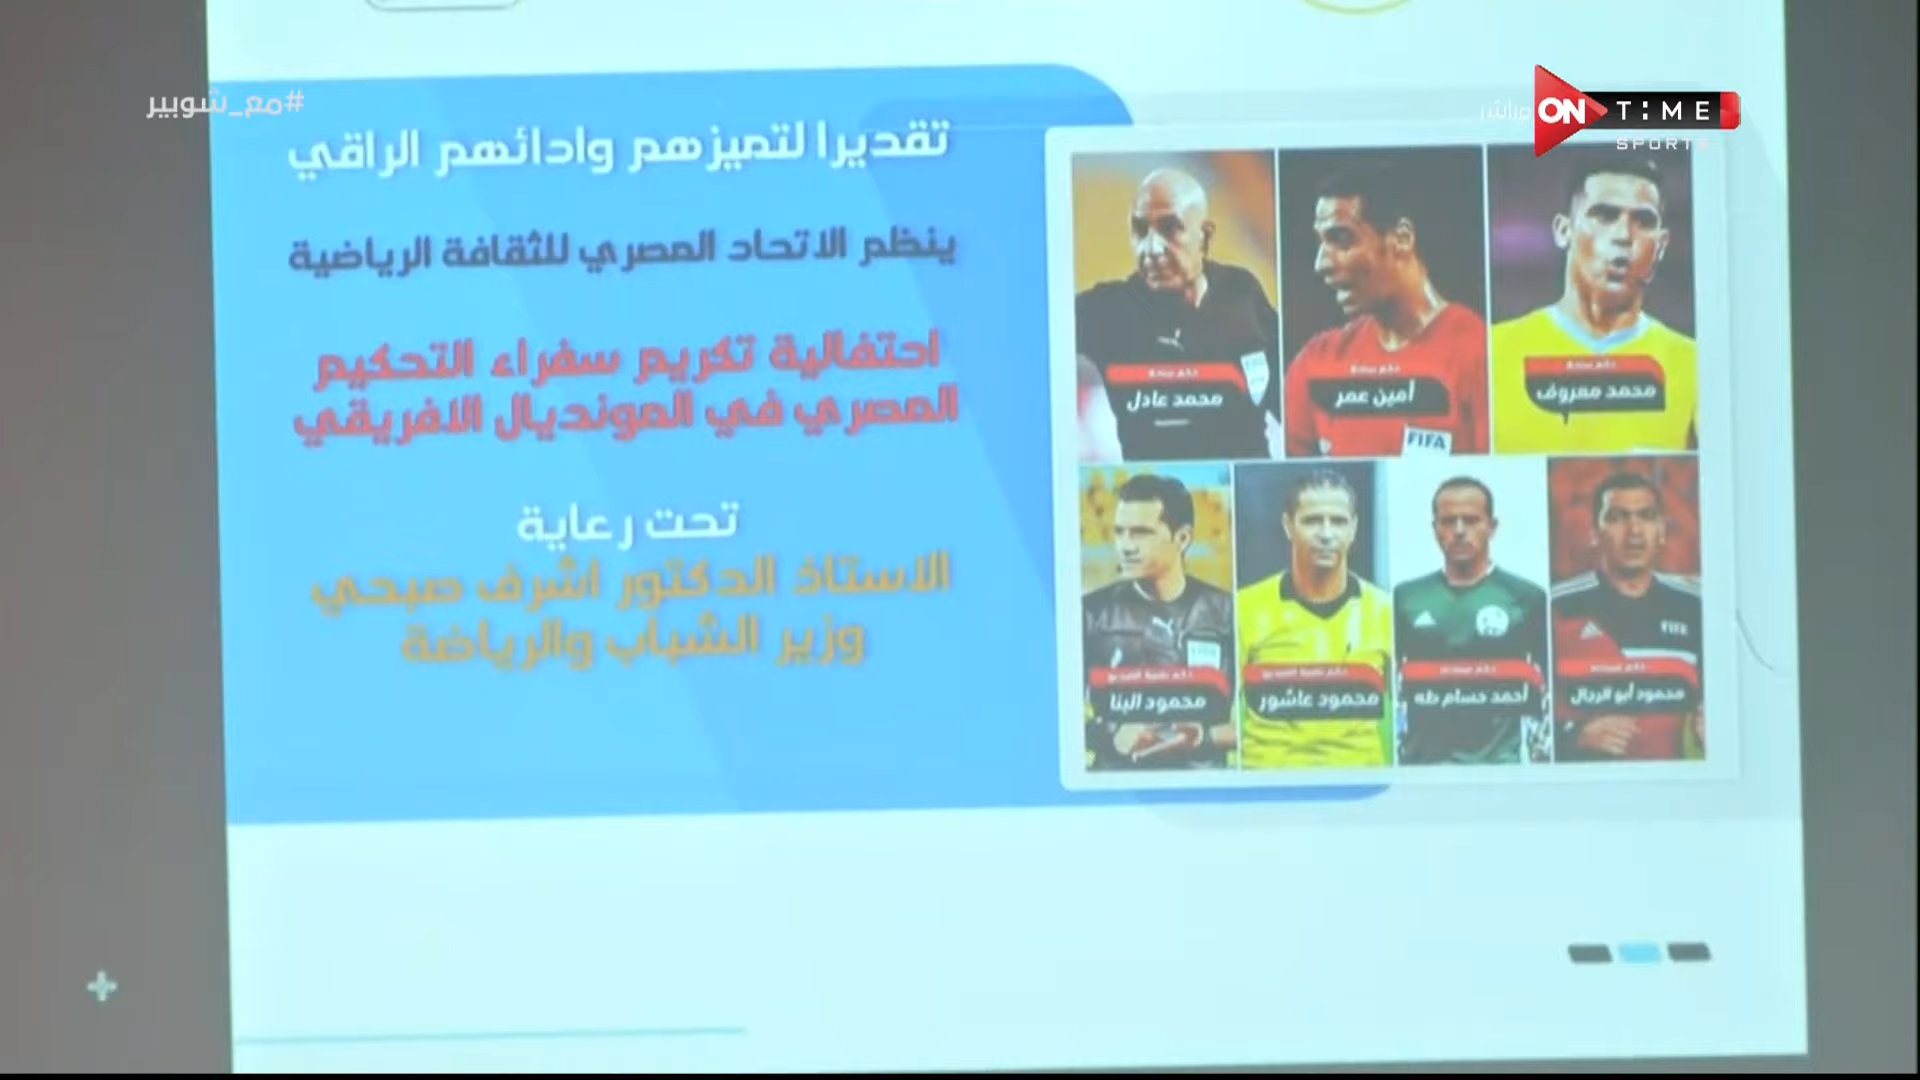 #مع_شوبير
مباشر
ON TIME
SPORTS
تقديرا لتميزهم وادائهم الراقي
ينظم الاتحاد المصري للثقافة الرياضية
احتفالية تكريم سفراء التحكيم
المصري في المونديال الافريقي
تحت رعاية
الاستاذ الدكتور اشرف صبحي
وزير الشباب والرياضة
محمد معروف
أمين عمر
محمد عادل
FIFA
محمود أبو الرجال
أحمد حسام طه
محمود عاشور
محمود البنا